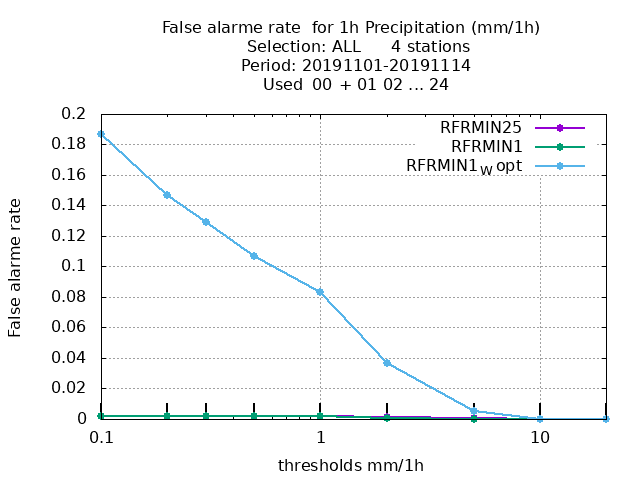 False alarme rate  for 1h Precipitation (mm/1h)
Selection: ALL      4 stations
Period: 20191101-20191114
Used  00  + 01 02 ... 24
RFRMIN25
RFRMIN1
RFRMIN1W opt
0.2
0.18
0.16
0.14
0.12
0.1
0.08
0.06
0.04
0.02
0
False alarme rate
0.1 1 10
thresholds mm/1h